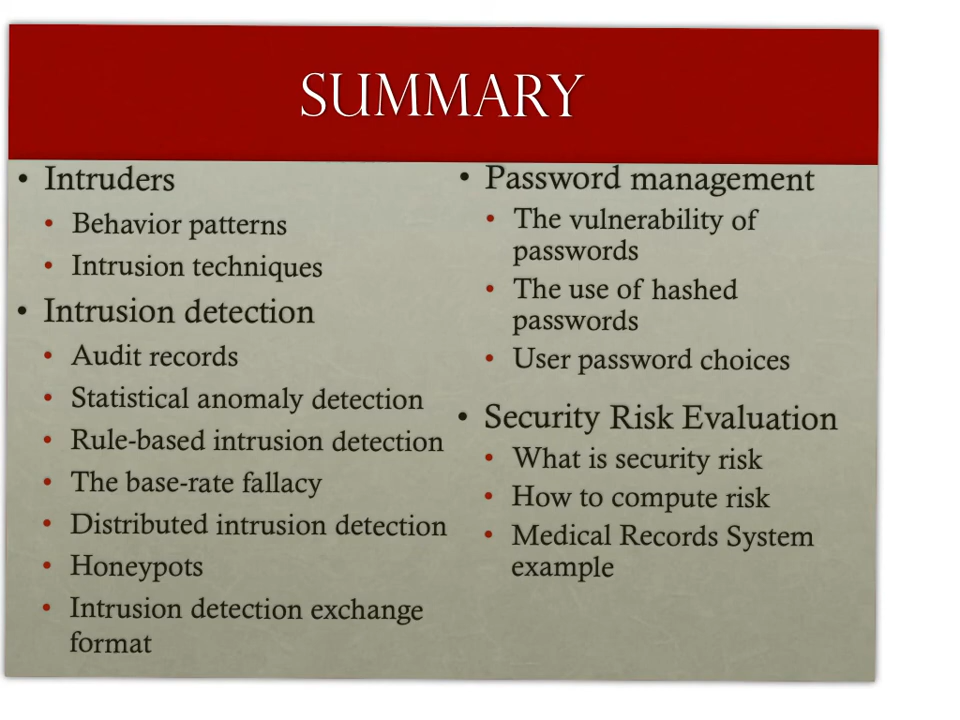 SUMMARY
• Intruders
• Behavior patterns
• Intrusion techniques
• Intrusion detection
• Audit records
• Statistical anomaly detection
• Rule-based intrusion detection
• The base-rate fallacy
• Distributed intrusion detection
• Honeypots
• Intrusion detection exchange
format
• Password management
• The vulnerability of
passwords
• The use of hashed
passwords
• User password choices
• Security Risk Evaluation
• What is security risk
• How to compute risk
• Medical Records System
example